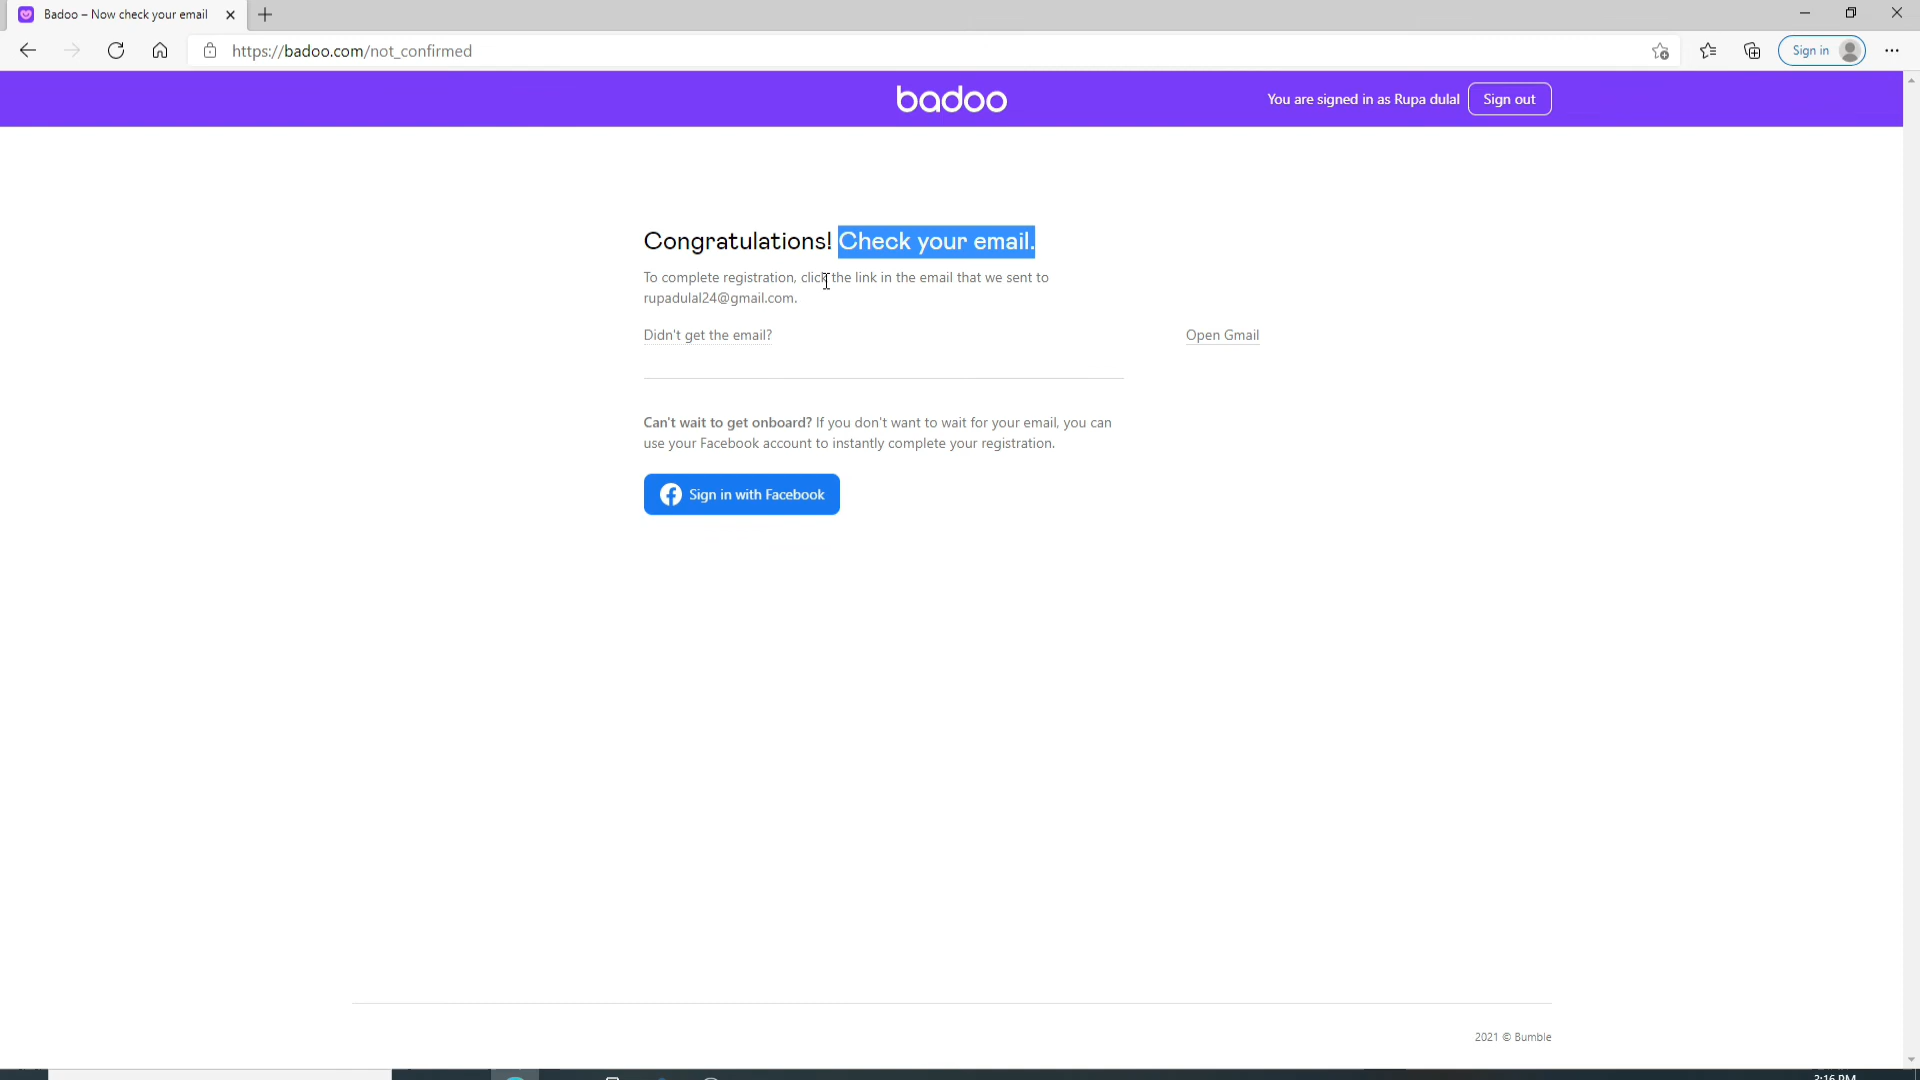 Badoo – Now check your email
https://badoo.com/not_confirmed
Sign in
badoo
You are signed in as Rupa dulal
Sign out
Congratulations! Check your email.
To complete registration, click the link in the email that we sent to
rupadulal24@gmail.com.
Didn't get the email?
Open Gmail
Can't wait to get onboard? If you don't want to wait for your email, you can
use your Facebook account to instantly complete your registration.
Sign in with Facebook
2021 © Bumble